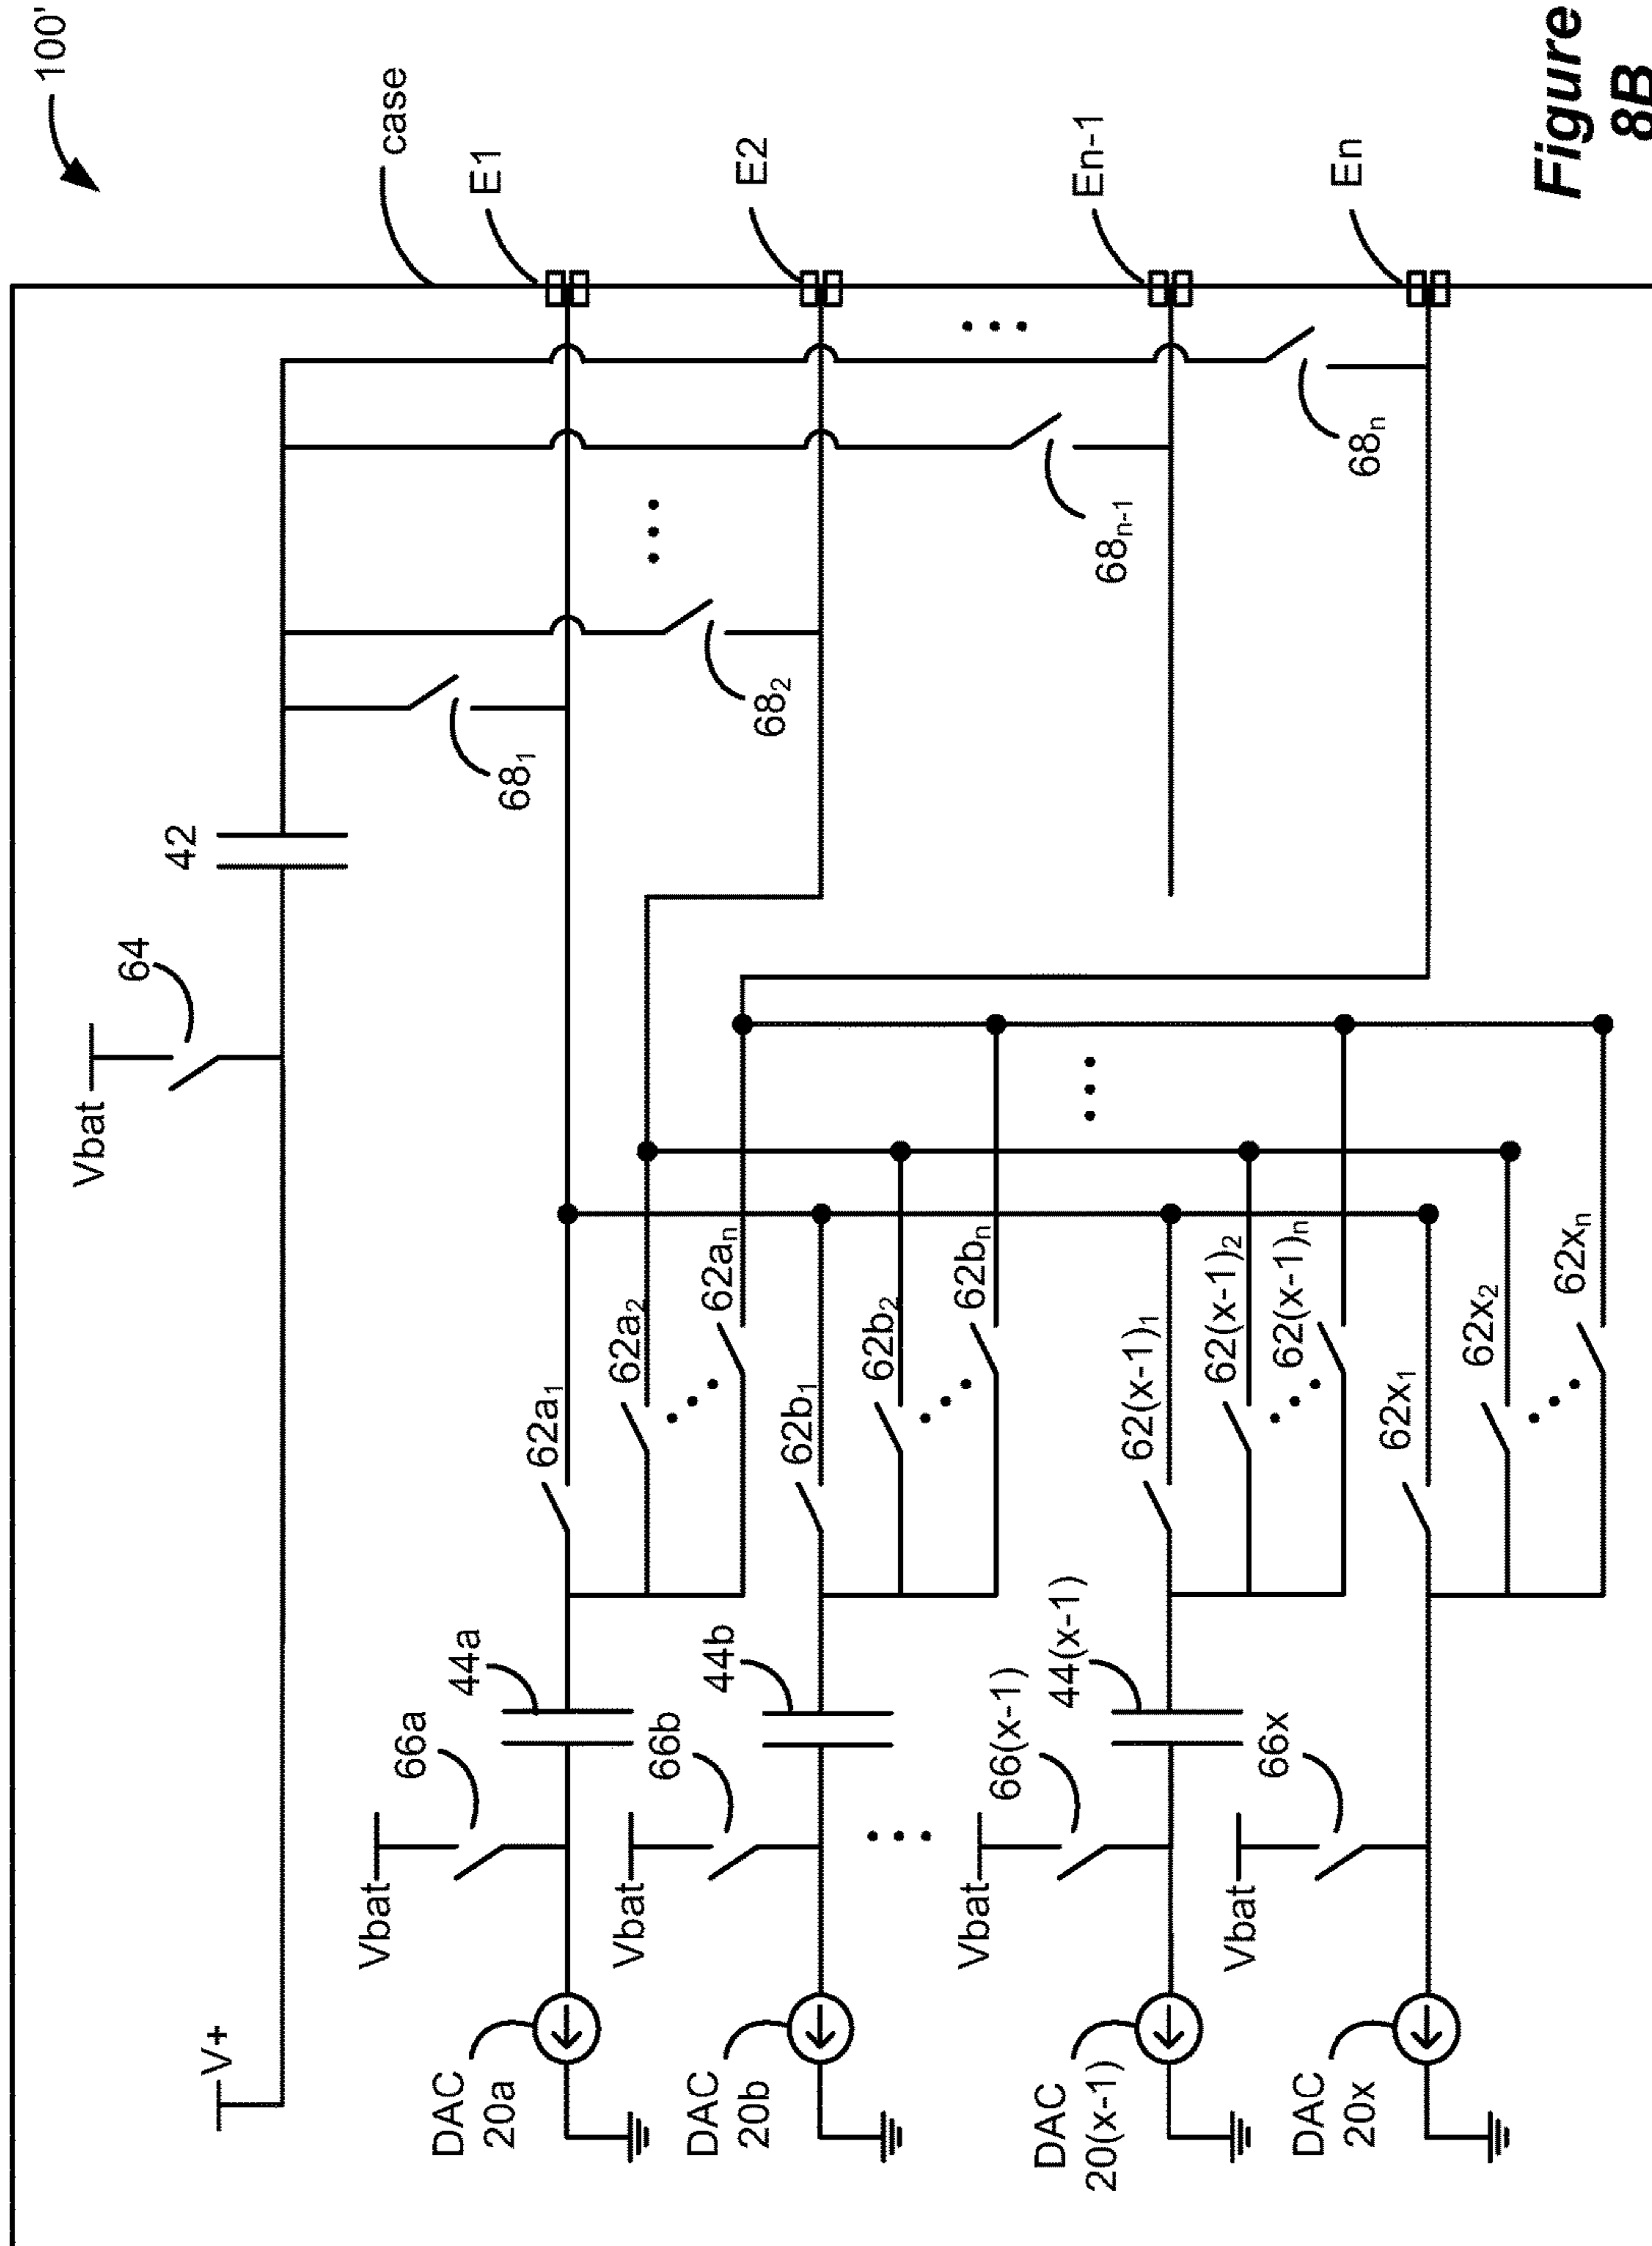 100'
case
V+
Vbat
64
42
68₁
68₂
68ₙ₋₁
68ₙ
E1
E2
En-1
En
Vbat
66a
44a
62a₁
62a₂
62aₙ
DAC
20a
Vbat
66b
44b
62b₁
62b₂
62bₙ
DAC
20b
Vbat
66(x-1)
44(x-1)
62(x-1)₁
62(x-1)₂
62(x-1)ₙ
DAC
20(x-1)
Vbat
66x
62x₁
62x₂
62xₙ
DAC
20x
Figure
8B